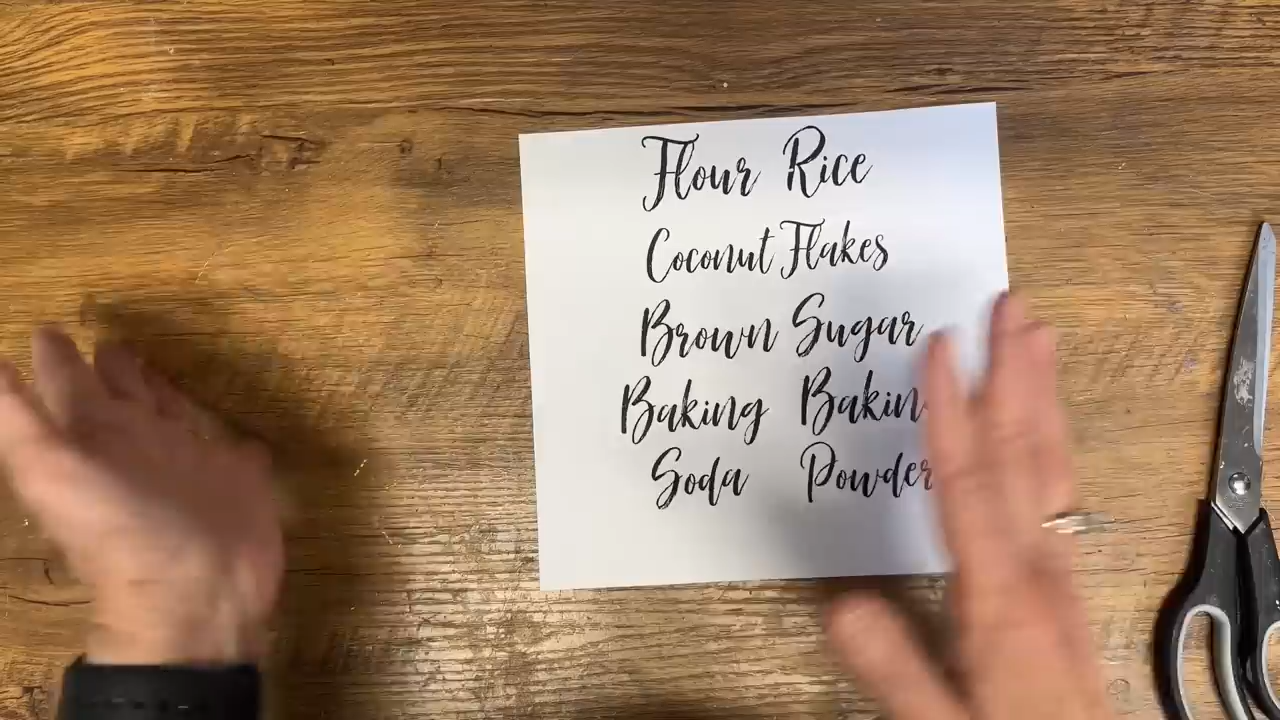 Flour Rice
Coconut Flakes
Brown Sugar
Baking Bakin
Soda Powder